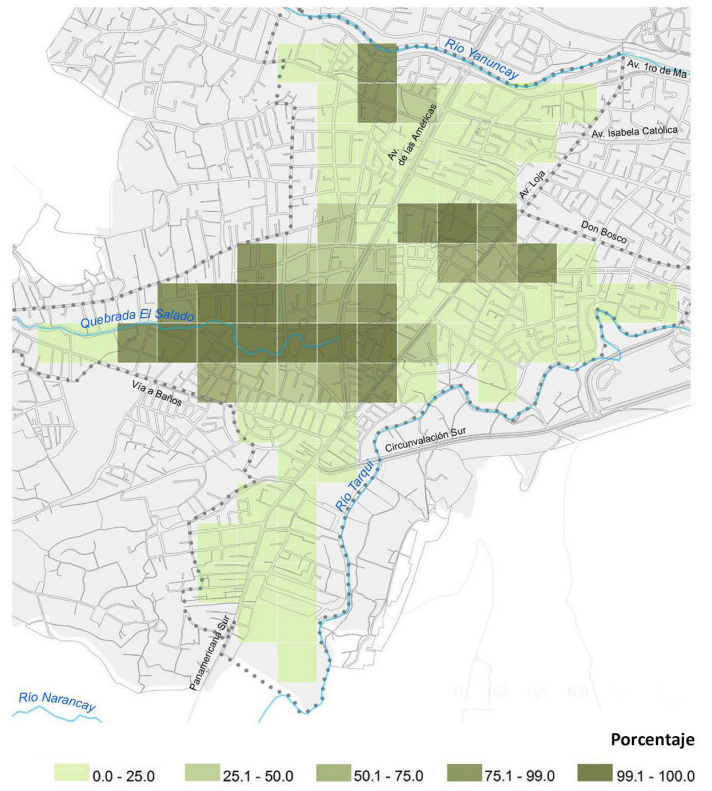 Río Yanuncay
Av. 1ro de Ma
Av. Isabela Católica
Av.
de las Américas
Av. Loja
Don Bosco
Quebrada El Salado
Vía a Baños
Circunvalación Sur
Río Tarqui
Panamericana Sur
Río Narancay
Porcentaje
0.0 - 25.0
25.1 - 50.0
50.1 - 75.0
75.1 - 99.0
99.1 - 100.0